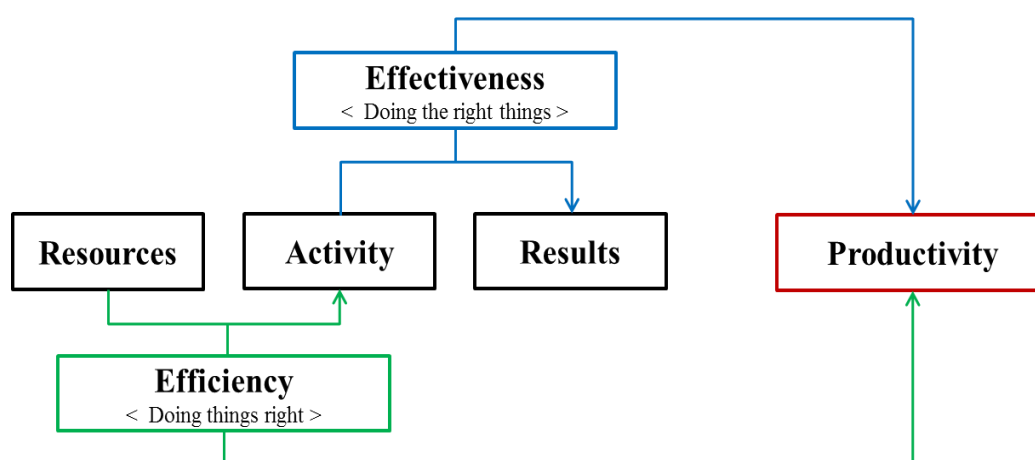 Effectiveness
< Doing the right things >
Resources
Activity
Results
Productivity
Efficiency
< Doing things right >